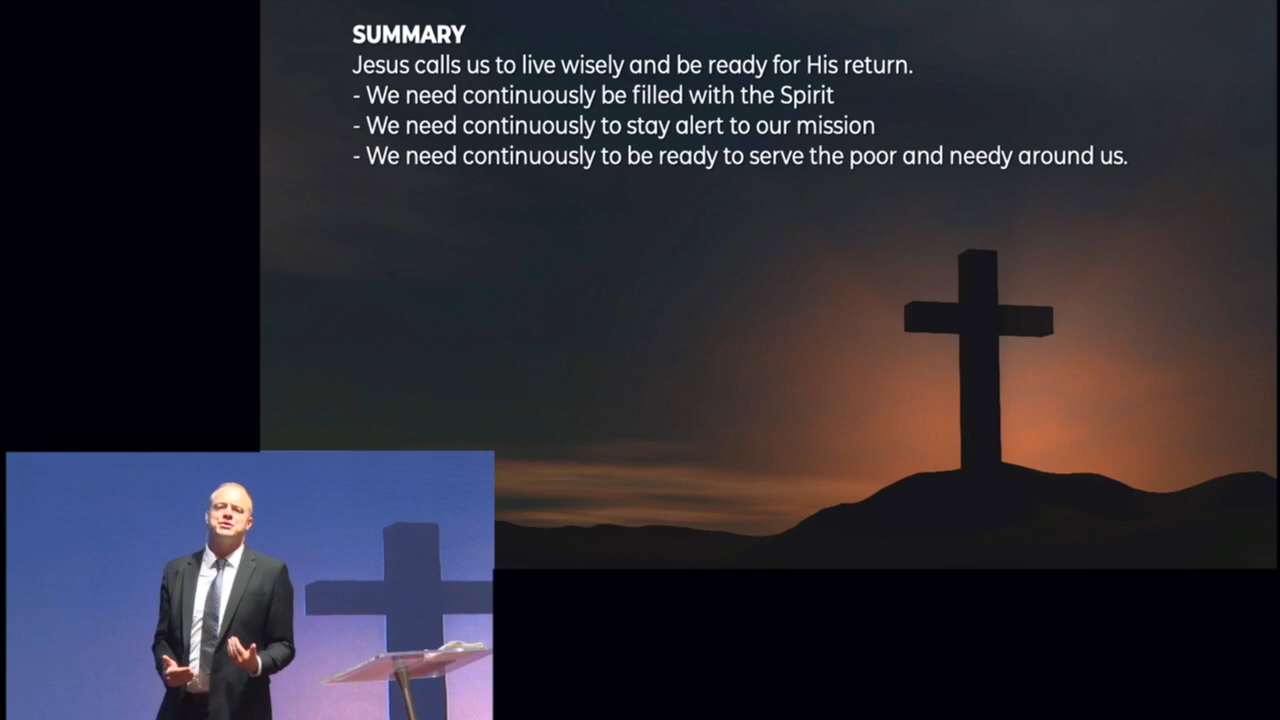 SUMMARY
Jesus calls us to live wisely and be ready for His return.
- We need continuously be filled with the Spirit
- We need continuously to stay alert to our mission
- We need continuously to be ready to serve the poor and needy around us.